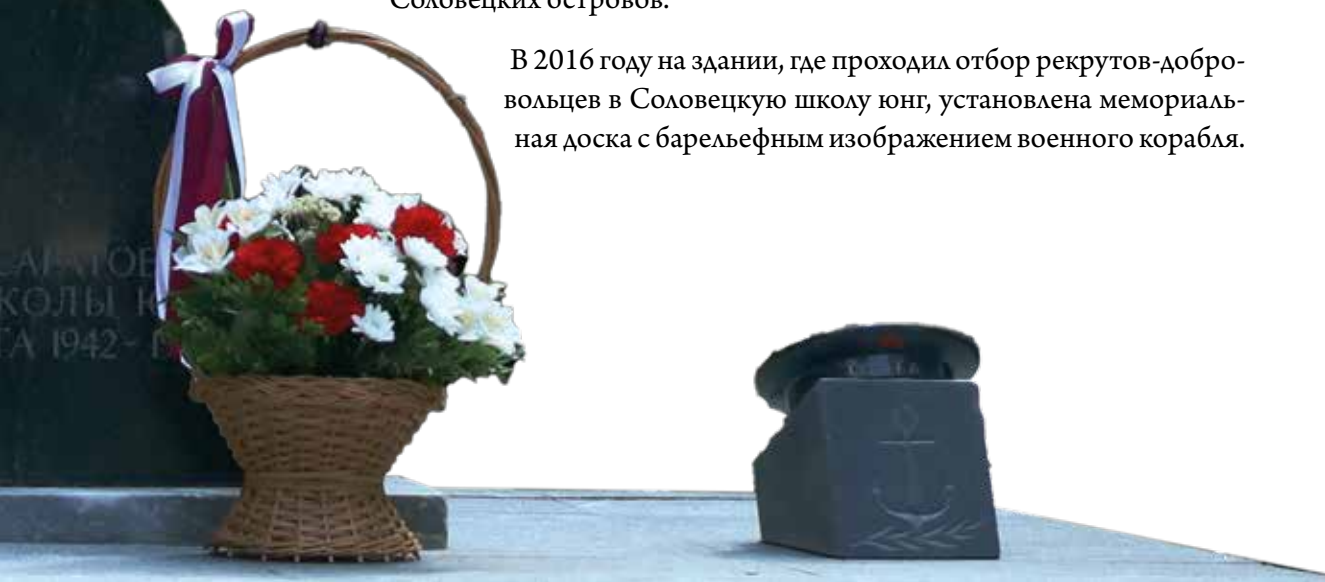 Соловецких островов.
В 2016 году на здании, где проходил отбор рекрутов-добро-
вольцев в Соловецкую школу юнг, установлена мемориаль-
ная доска с барельефным изображением военного корабля.
1942-